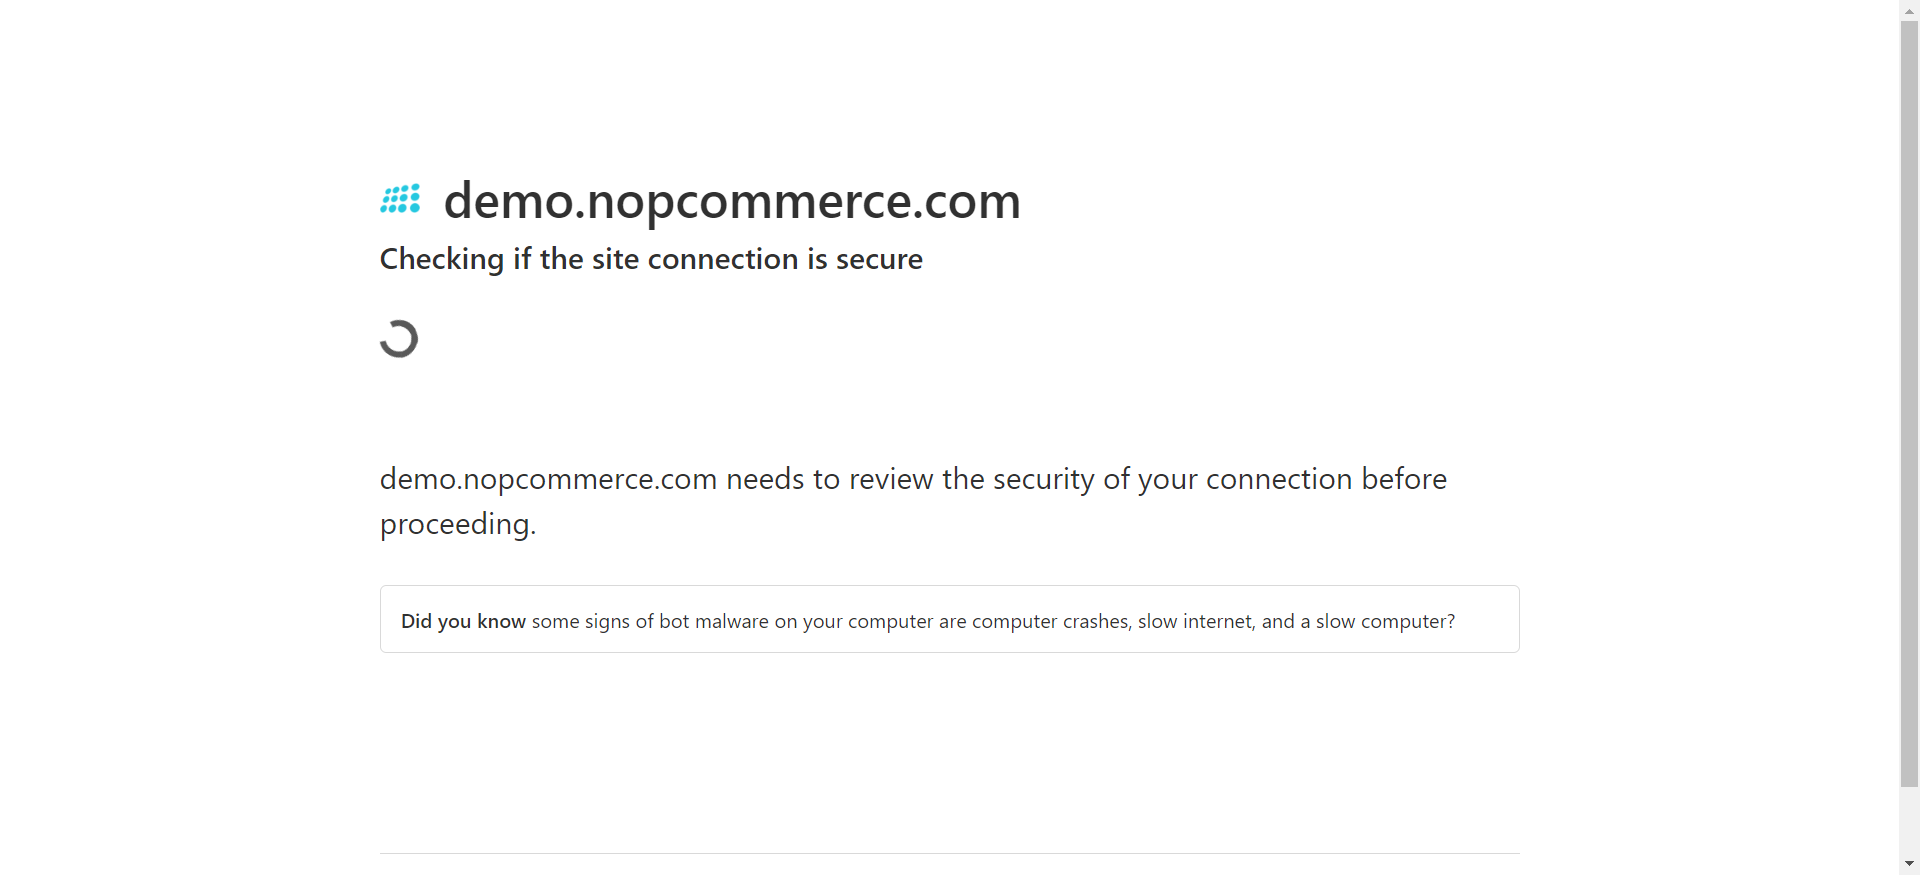 demo.nopcommerce.com
Checking if the site connection is secure
demo.nopcommerce.com needs to review the security of your connection before
proceeding.
Did you know some signs of bot malware on your computer are computer crashes, slow internet, and a slow computer?